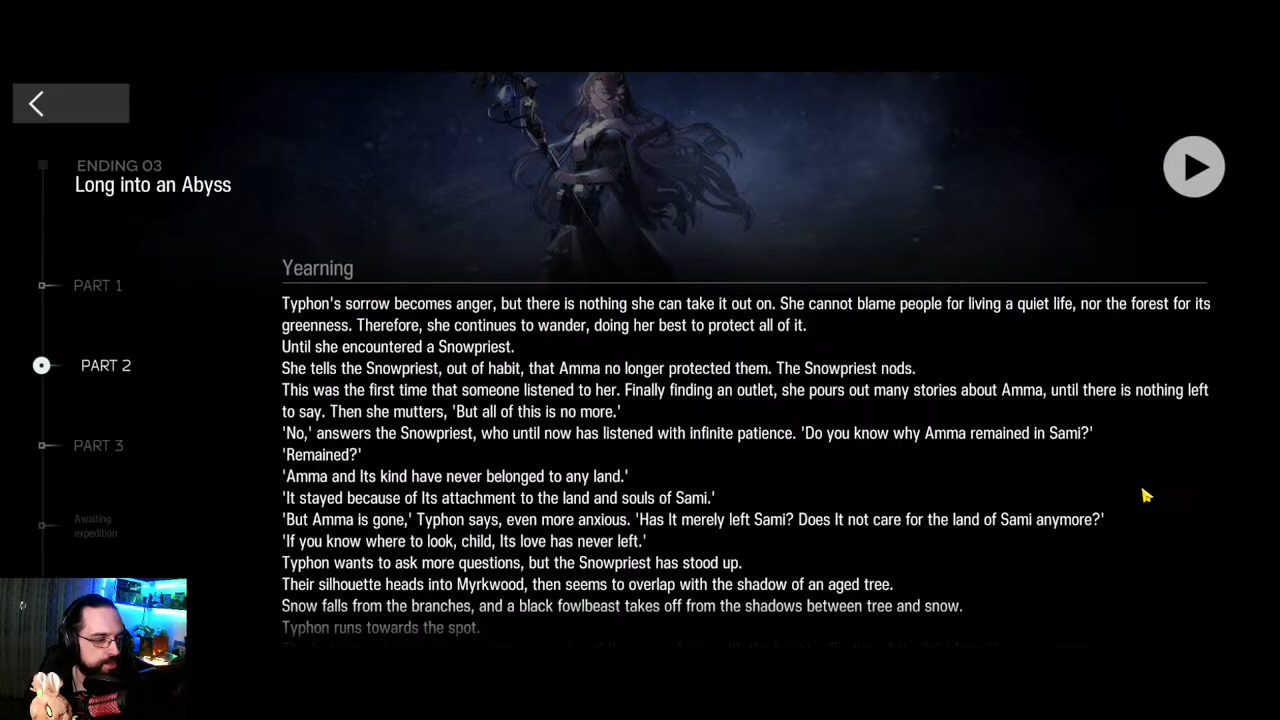 ENDING 03
Long into an Abyss
PART 1
PART 2
PART 3
Awaiting
expedition
Yearning
Typhon's sorrow becomes anger, but there is nothing she can take it out on. She cannot blame people for living a quiet life, nor the forest for its
greenness. Therefore, she continues to wander, doing her best to protect all of it.
Until she encountered a Snowpriest.
She tells the Snowpriest, out of habit, that Amma no longer protected them. The Snowpriest nods.
This was the first time that someone listened to her. Finally finding an outlet, she pours out many stories about Amma, until there is nothing left
to say. Then she mutters, 'But all of this is no more.'
'No,' answers the Snowpriest, who until now has listened with infinite patience. 'Do you know why Amma remained in Sami?'
'Remained?'
'Amma and Its kind have never belonged to any land.'
'It stayed because of Its attachment to the land and souls of Sami.'
'But Amma is gone,' Typhon says, even more anxious. 'Has It merely left Sami? Does It not care for the land of Sami anymore?'
'If you know where to look, child, Its love has never left.'
Typhon wants to ask more questions, but the Snowpriest has stood up.
Their silhouette heads into Myrkwood, then seems to overlap with the shadow of an aged tree.
Snow falls from the branches, and a black fowlbeast takes off from the shadows between tree and snow.
Typhon runs towards the spot.